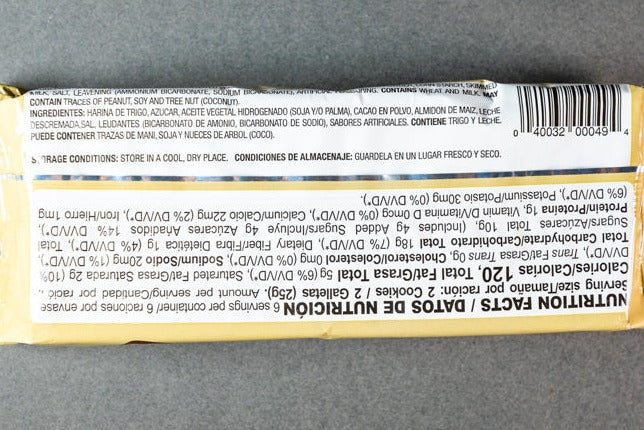 MILK, SALT, LEAVENING (AMMONIUM BICARBONATE, SODIUM BICARBONATE), ARTIFICIAL CONTAINS WHEAT AND MILK. MAY
CONTAIN TRACES OF PEANUT, SOY AND TREE NUT (COCONUT).
INGREDIENTES: HARINA DE TRIGO, AZUCAR, ACEITE VEGETAL HIDROGENADO (SOJA Y/O PALMA), CACAO EN POLVO, ALMIDON DE MAIZ, LECHE
DESCREMADA,SAL, LEUDANTES (BICARBONATO DE AMONIO, BICARBONATO DE SODIO), SABORES ARTIFICIALES. CONTIENE TRIGO Y LECHE.
PUEDE CONTENER TRAZAS DE MANI, SOJA Y NUECES DE ARBOL (COCO).
STORAGE CONDITIONS: STORE IN A COOL, DRY PLACE. CONDICIONES DE ALMACENAJE: GUARDELA EN UN LUGAR FRESCO Y SECO.
0 40032 00049 4
NUTRITION FACTS / DATOS DE NUTRICIÓN 6 servings per container/ 6 raciones por envase
Serving size/Tamaño por ración: 2 Cookies / 2 Galletas (25g). Amount per serving/Cantidad por ració .:
Calories/Calorias 120, Total Fat/Grasa Total 5g (6% DV/VD*), Saturated Fat/Grasa Saturada 2g (10%
DV/VD*), Trans Fat/Grasa Trans 0g, Cholesterol/Colesterol 0mg (0% DV/VD*), Sodium/Sodio 20mg (1% DV/VD*),
Total Carbohydrate/Carbohydrato Total 18g (7% DV/VD*), Dietary Fiber/Fibra Dietética 1g (4% DV/VD*), Total
Sugars/Azúcares Total 10g, (Includes 4g Added Sugars/Incluye 4g Azúcares Añadidos 14% DV/VD*),
Protein/Proteina 1g, Vitamin D/vitamina D mcg 0 (0% DV/VD*), Calcium/Calcio 22mg (2% DV/VD*), Iron/Hierro 1mg
(6% DV/VD*), Potassium/Potasio 30mg (0% DV/VD*).